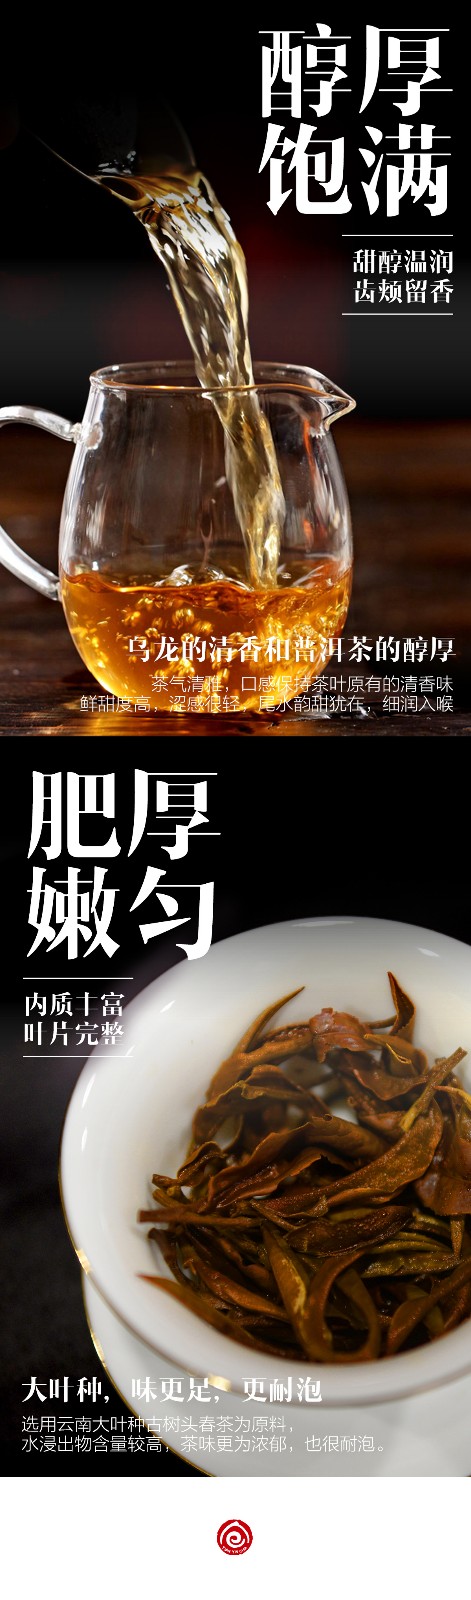 醇厚
饱满
甜醇温润
齿颊留香
乌龙的清香和普洱茶的醇厚
茶气清雅，口感保持茶叶原有的清香味
鲜甜度高，涩感很轻，尾水韵甜犹在，细润入喉
肥厚
嫩匀
内质丰富
叶片完整
大叶种，味更足，更耐泡
选用云南大叶种古树头春茶为原料，
水浸出物含量较高，茶味更为浓郁，也很耐泡。